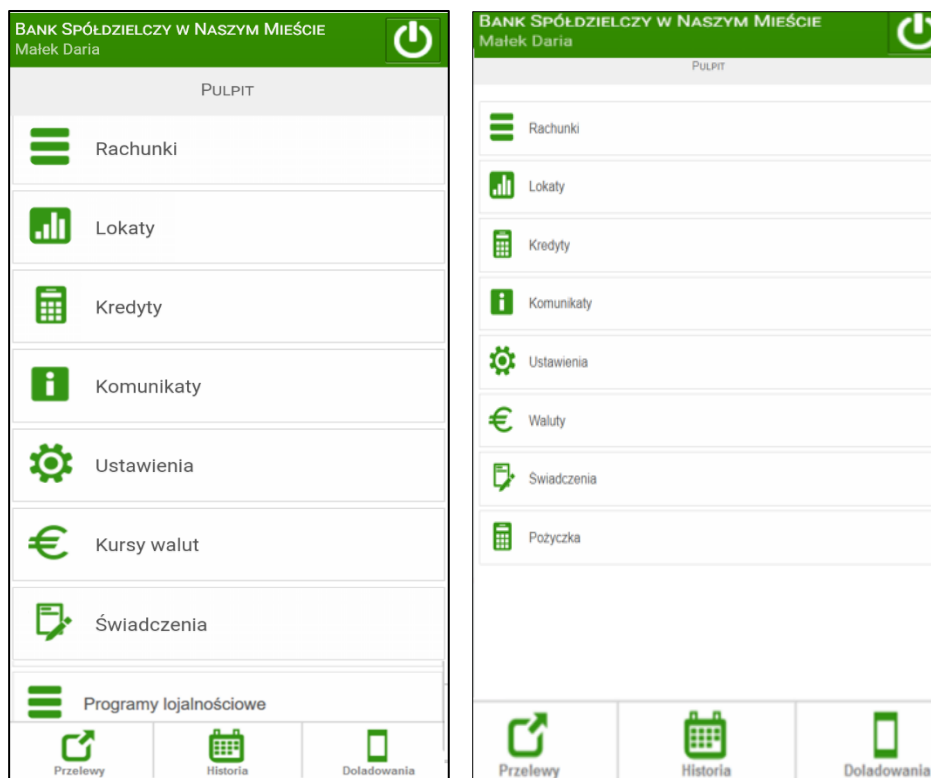 BANK SPÓŁDZIELCZY W NASZYM MIEŚCIE
Małek Daria
PULPIT
Rachunki
Lokaty
Kredyty
Komunikaty
Ustawienia
Kursy walut
Świadczenia
Programy lojalnościowe
Przelewy Historia Doładowania
BANK SPÓŁDZIELCZY W NASZYM MIEŚCIE
Małek Daria
PULPIT
Rachunki
Lokaty
Kredyty
Komunikaty
Ustawienia
Waluty
Świadczenia
Pożyczka
Przelewy Historia Doladowania